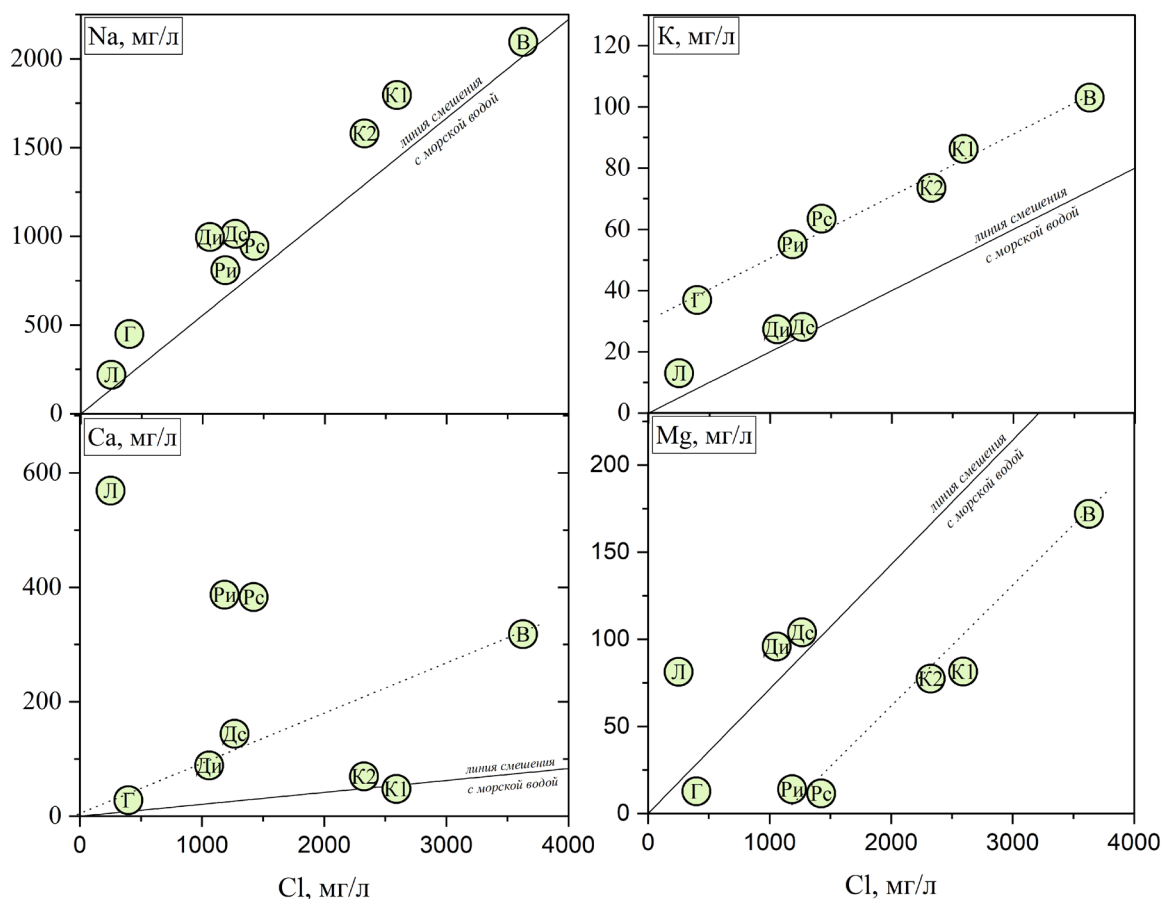 Na, мг/л
2000
1500
1000
500
0
В
К1
К2
линия смешения
с морской водой
Ди
Дс
Рс
Ри
Г
Л
К, мг/л
120
100
80
60
40
20
0
В
К1
К2
Рс
Ри
линия смешения
с морской водой
Г
Ди
Дс
Л
Ca, мг/л
600
400
200
0
Л
Ри
Рс
В
Дс
Ди
К2
К1
Г
линия смешения
с морской водой
0
1000
2000
3000
4000
Cl, мг/л
Mg, мг/л
200
150
100
50
0
линия смешения
с морской водой
В
Дс
Ди
Л
К2
К1
Г
Ри
Рс
0
1000
2000
3000
4000
Cl, мг/л